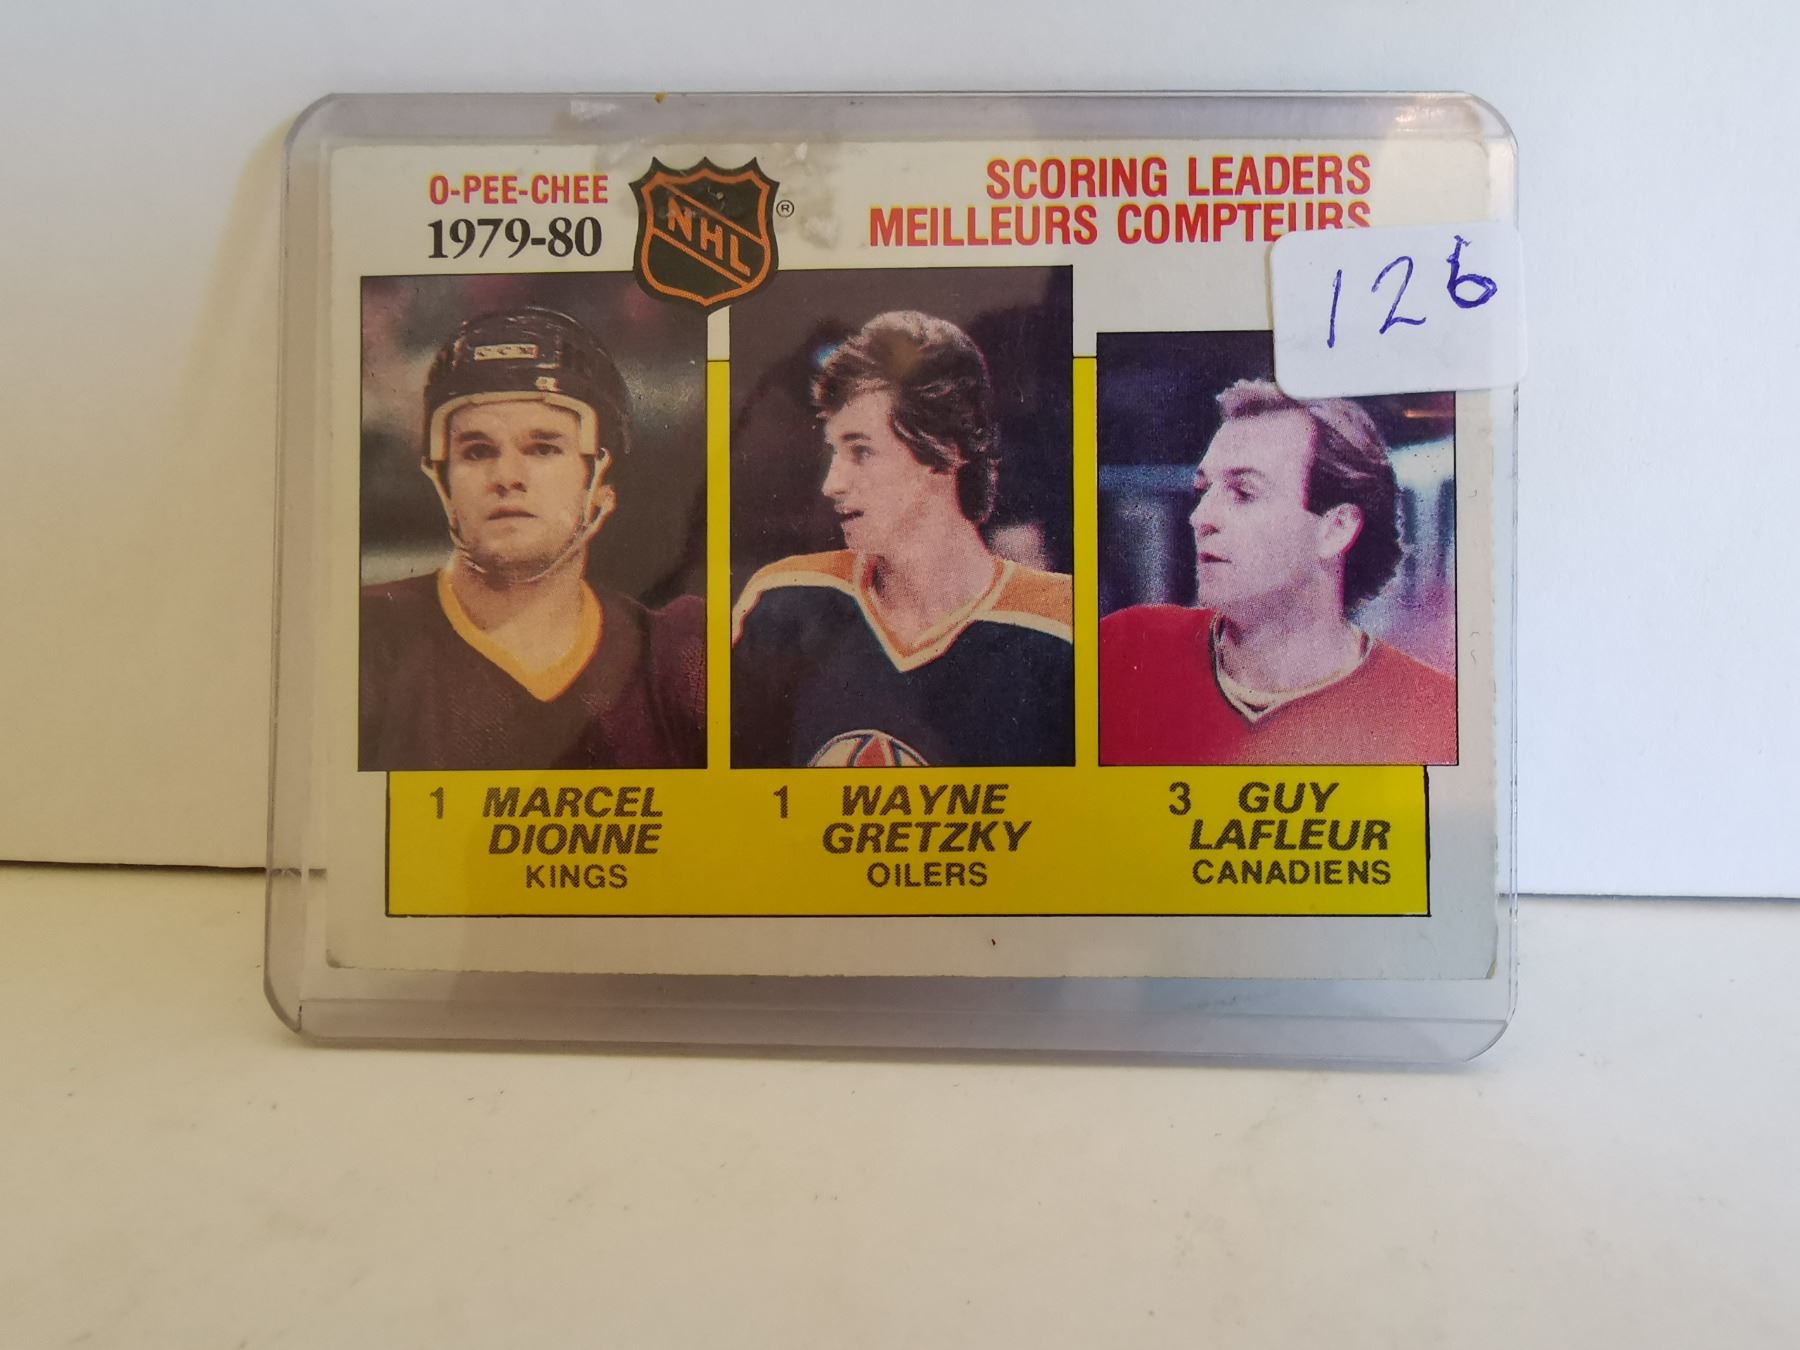 O-PEE-CHEE
1979-80
NHL
®
SCORING LEADERS
MEILLEURS COMPTEURS
126
1 MARCEL
DIONNE
KINGS
1 WAYNE
GRETZKY
OILERS
3 GUY
LAFLEUR
CANADIENS